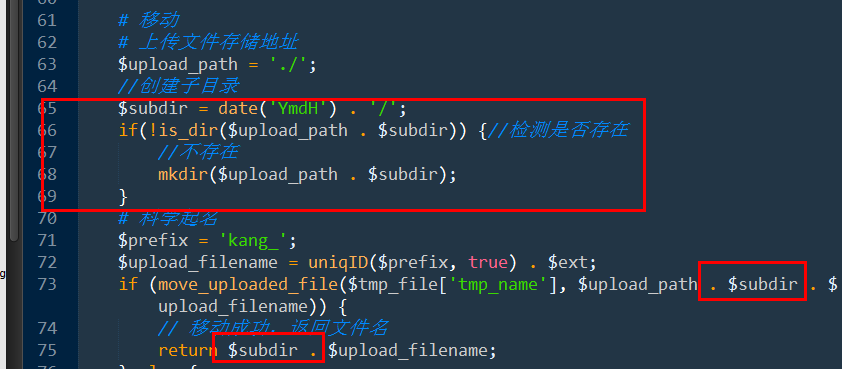 61 # 移动
62 # 上传文件存储地址
63 $upload_path = './';
64 //创建子目录
65 $subdir = date('YmdH') . '/';
66 if(!is_dir($upload_path . $subdir)) {//检测是否存在
67 //不存在
68 mkdir($upload_path . $subdir);
69 }
70 # 科学起名
71 $prefix = 'kang_';
72 $upload_filename = uniqID($prefix, true) . $ext;
73 if (move_uploaded_file($tmp_file['tmp_name'], $upload_path . $subdir . $
upload_filename)) {
74 // 移动成功，返回文件名
75 return $subdir . $upload_filename;